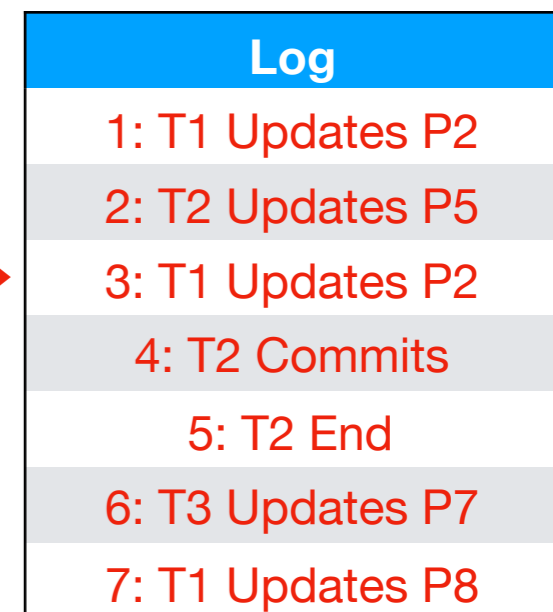 Log
1: T1 Updates P2
2: T2 Updates P5
3: T1 Updates P2
4: T2 Commits
5: T2 End
6: T3 Updates P7
7: T1 Updates P8